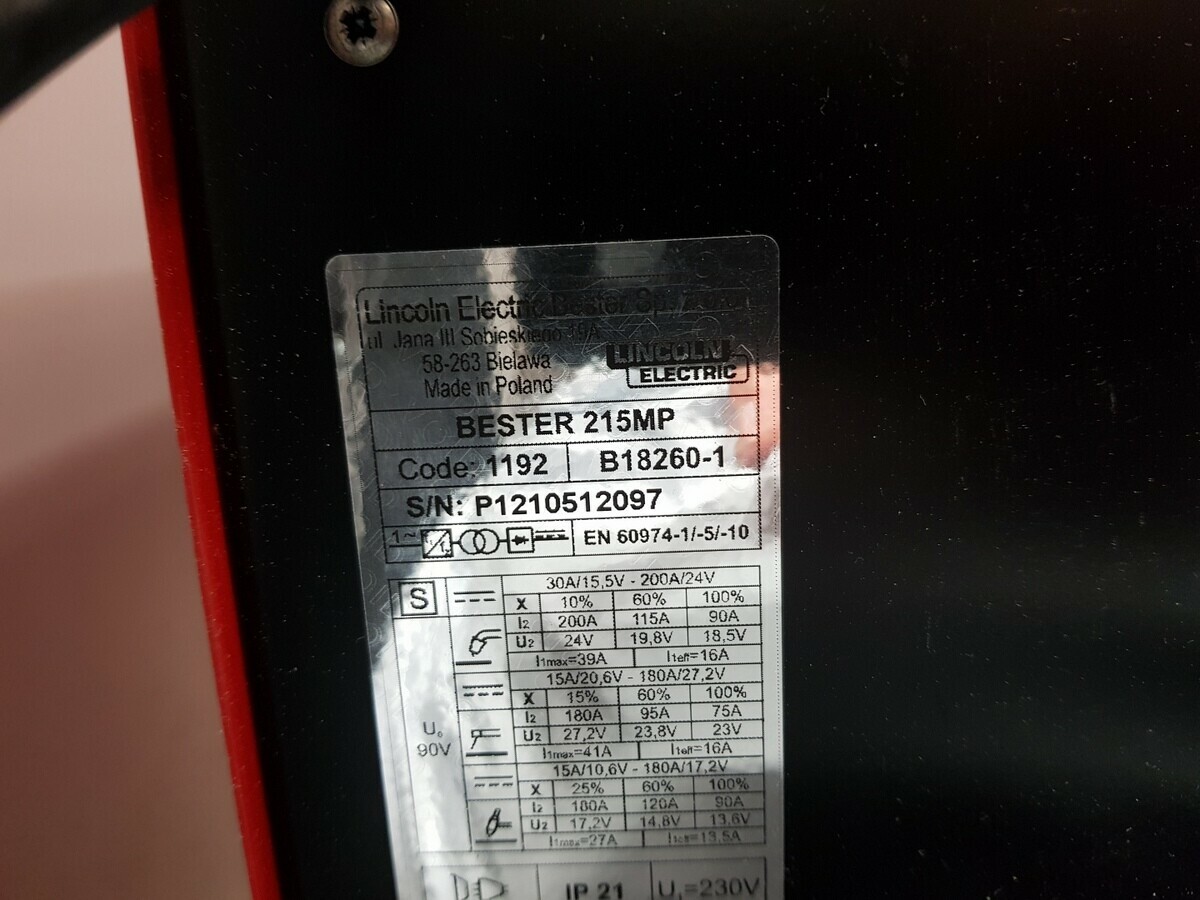 Lincoln Electric Bester Sp.
ul. Jana III Sobieskiego 19A
58-263 Bielawa
Made in Poland
LINCOLN
ELECTRIC
BESTER 215MP
Code: 1192 B18260-1
S/N: P1210512097
1~ EN 60974-1/-5/-10
S
30A/15,5V - 200A/24V
X 10% 60% 100%
I2 200A 115A 90A
U2 24V 19,8V 18,5V
I1max=39A I1eff=16A
15A/20,6V - 180A/27,2V
X 15% 60% 100%
I2 180A 95A 75A
U2 27,2V 23,8V 23V
I1max=41A I1eff=16A
U0
90V
15A/10,6V - 180A/17,2V
X 25% 60% 100%
I2 180A 120A 90A
U2 17,2V 14,8V 13,6V
I1max=27A I1eff=13,5A
IP 21 U1=230V